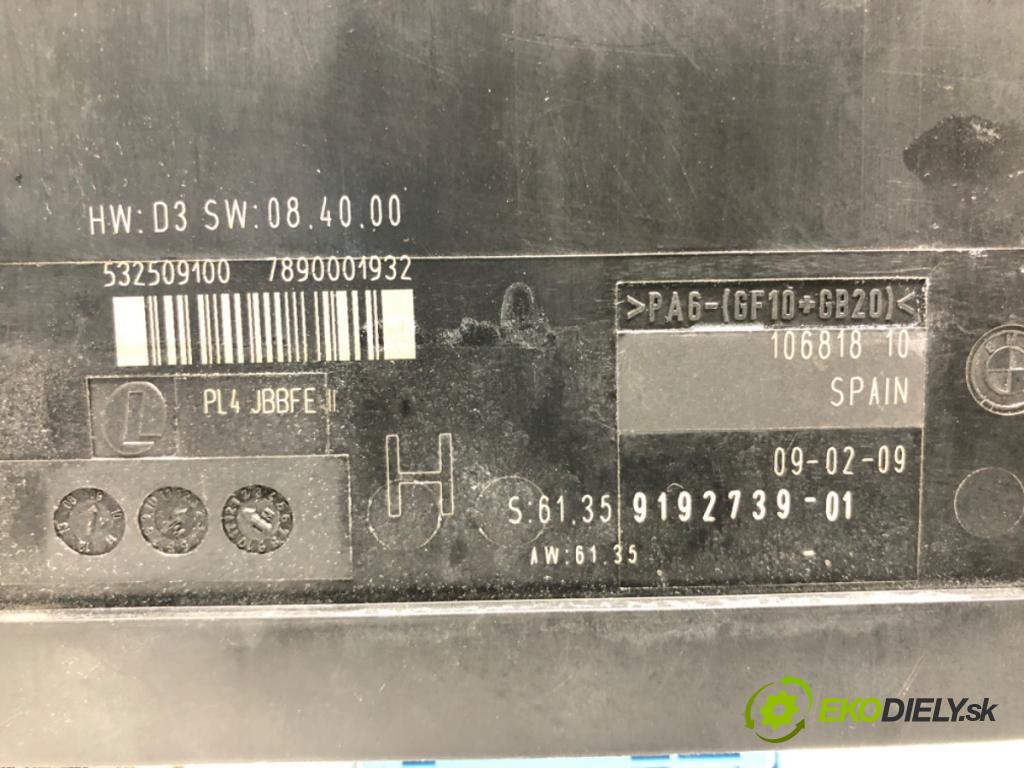 HW:D3 SW:08.40.00
532509100 7890001932
>PA6-(GF10+GB20)<
106818 10
SPAIN
L
PL4 JBBFE II
09-02-09
H
S:61.35 9192739-01
AW:61.35 -
EKODIELY.sk